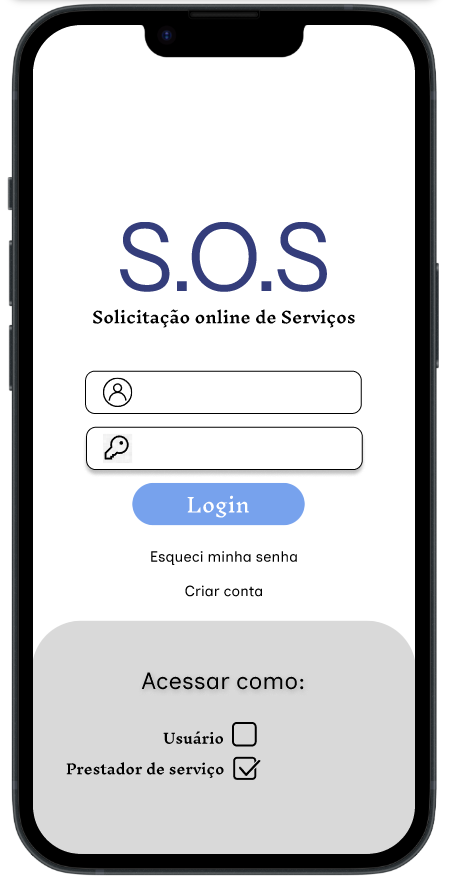 S.O.S
Solicitação online de Serviços
Login
Esqueci minha senha
Criar conta
Acessar como:
Usuário
Prestador de serviço